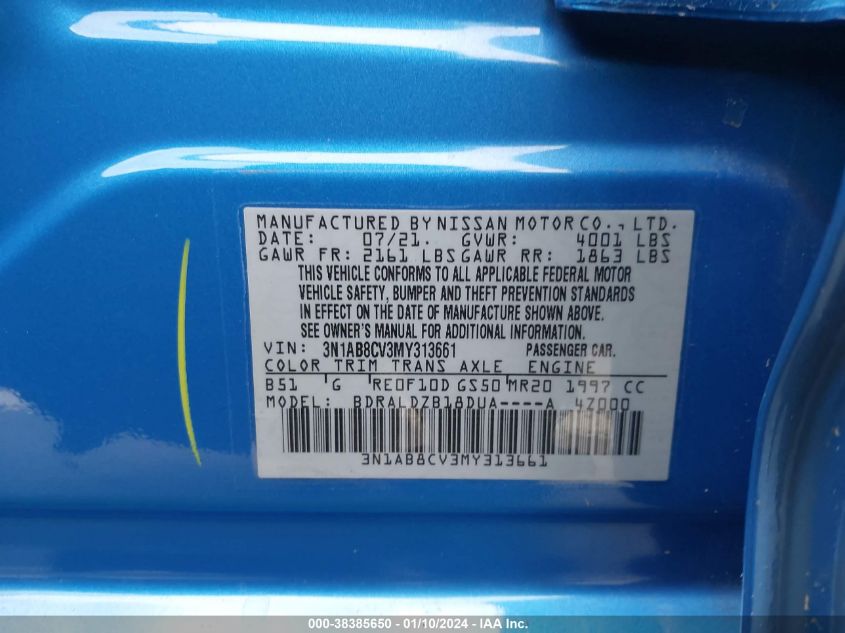 MANUFACTURED BY NISSAN MOTOR CO., LTD.
DATE: 07/21. GVWR: 4001 LBS
GAWR FR: 2161 LBS GAWR RR: 1863 LBS
THIS VEHICLE CONFORMS TO ALL APPLICABLE FEDERAL MOTOR
VEHICLE SAFETY, BUMPER AND THEFT PREVENTION STANDARDS
IN EFFECT ON THE DATE OF MANUFACTURE SHOWN ABOVE.
SEE OWNER'S MANUAL FOR ADDITIONAL INFORMATION.
VIN: 3N1AB8CV3MY313661 PASSENGER CAR.
COLOR TRIM TRANS AXLE ENGINE
B51 G RE0F10D GS50 MR20 1997 CC
MODEL: BDRALDZB18DUA----A 4Z000
3N1AB8CV3MY313661
000-38385650 - 01/10/2024 - IAA Inc.